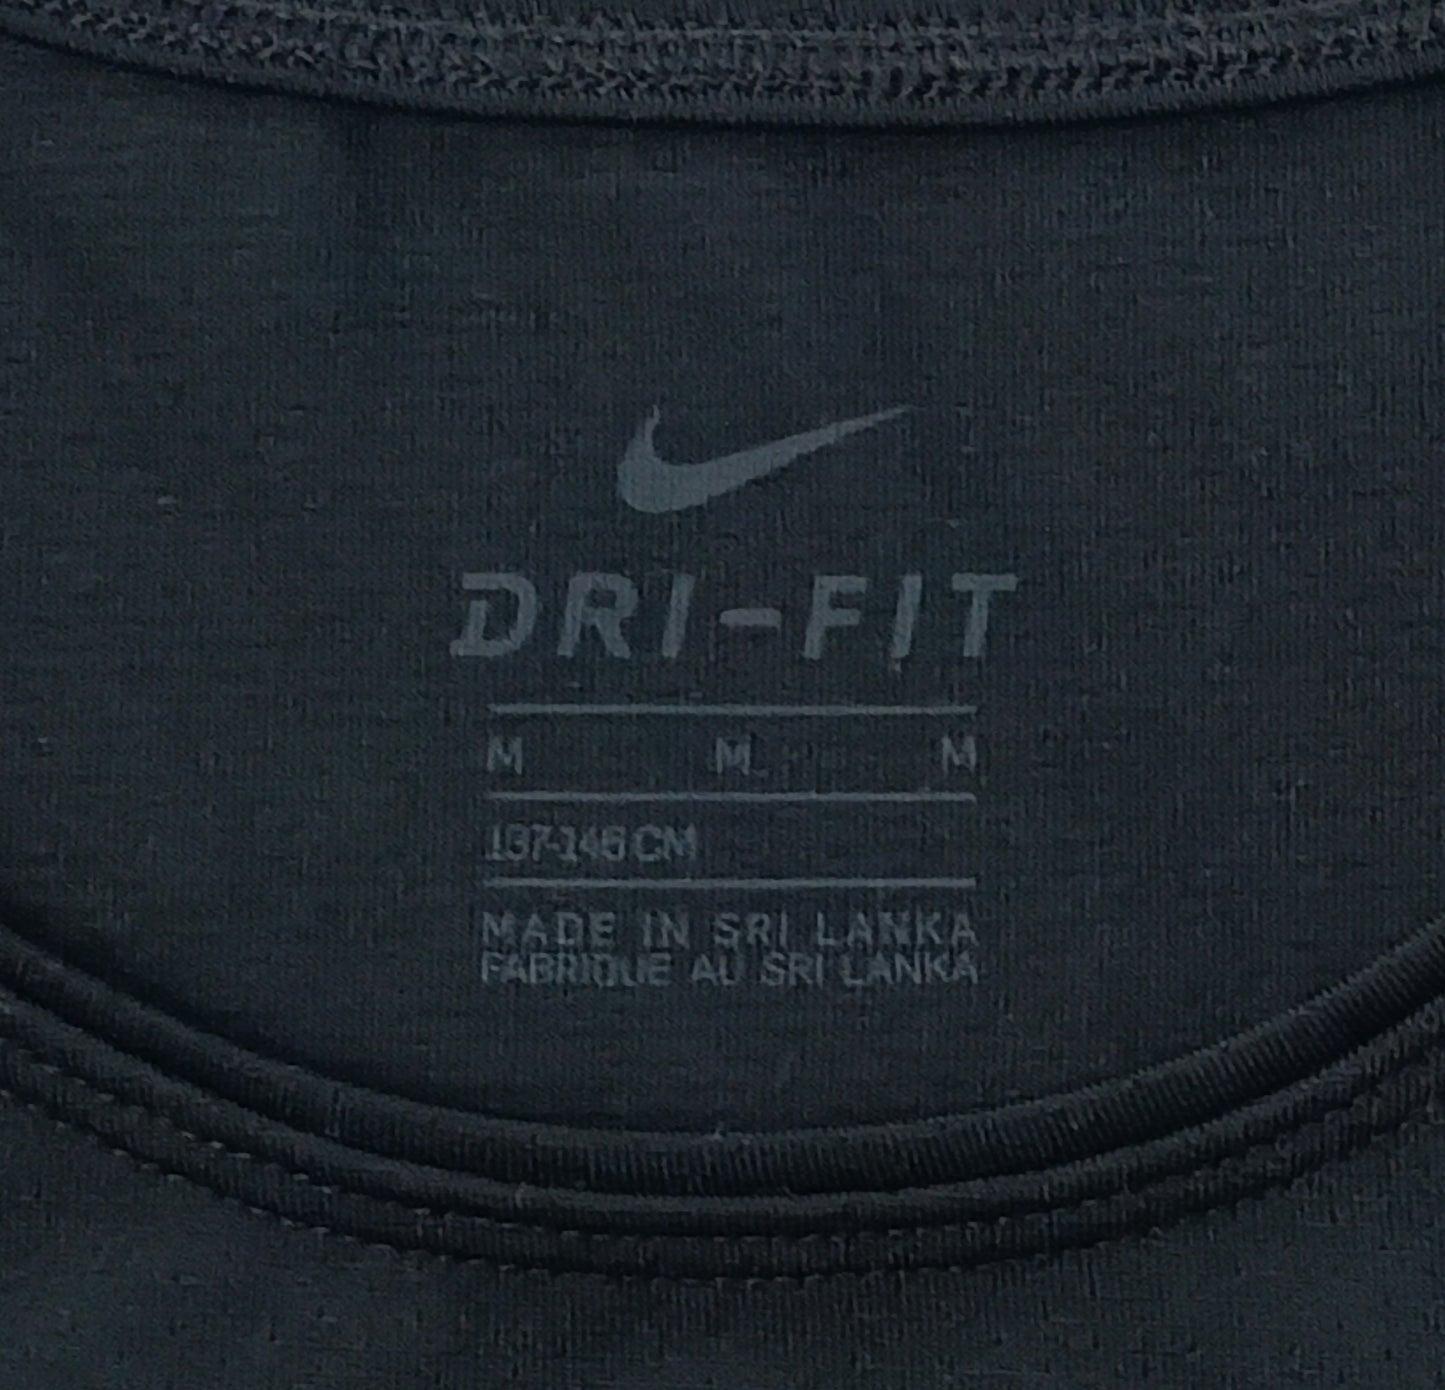 DRI-FIT
M M M
137-146 CM
MADE IN SRI LANKA
FABRIQUE AU SRI LANKA